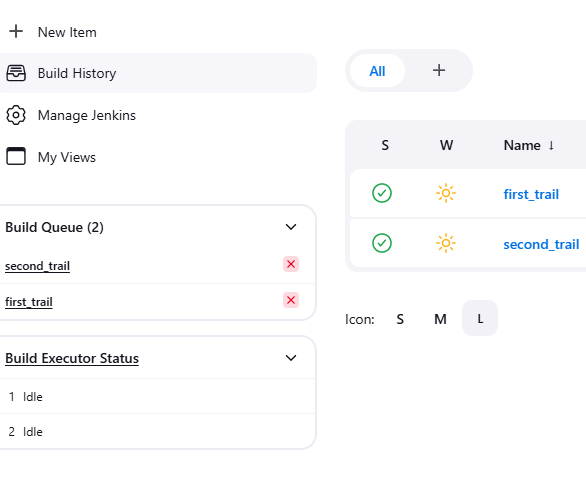 New Item
Build History
Manage Jenkins
My Views
Build Queue (2)
second_trail
first_trail
Build Executor Status
1 Idle
2 Idle
All +
S W Name ↓
first_trail
second_trail
Icon: S M L